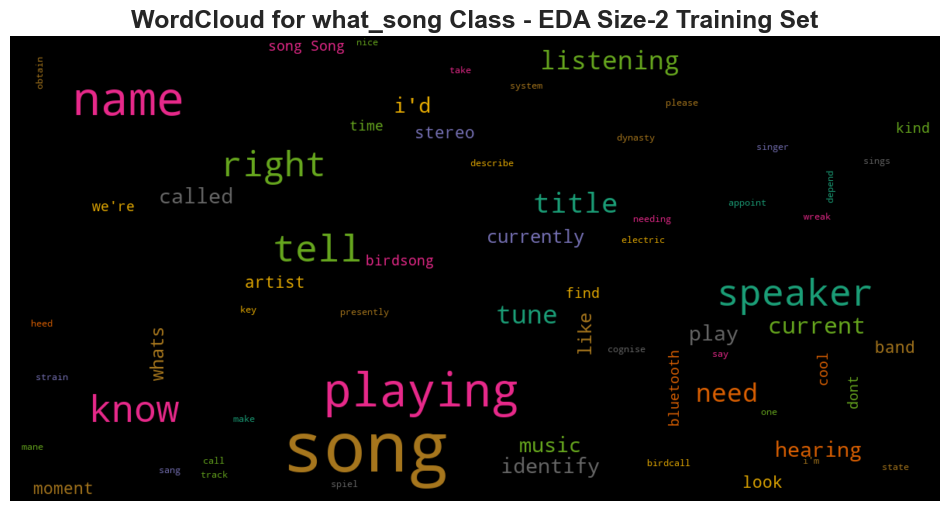 WordCloud for what_song Class - EDA Size-2 Training Set
song Song
nice
obtain
take
listening
system
name
i'd
please
time
stereo
kind
dynasty
singer
right
describe
sings
called
depend
we're
title
appoint
needing
wreak
currently
electric
tell
birdsong
artist
find
speaker
key
presently
tune
heed
like
current
whats
play
cognise
say
band
strain
bluetooth
cool
playing
need
dont
know
one
make
song
music
hearing
mane
call
identify
birdcall
i'm
sang
track
state
moment
spiel
look